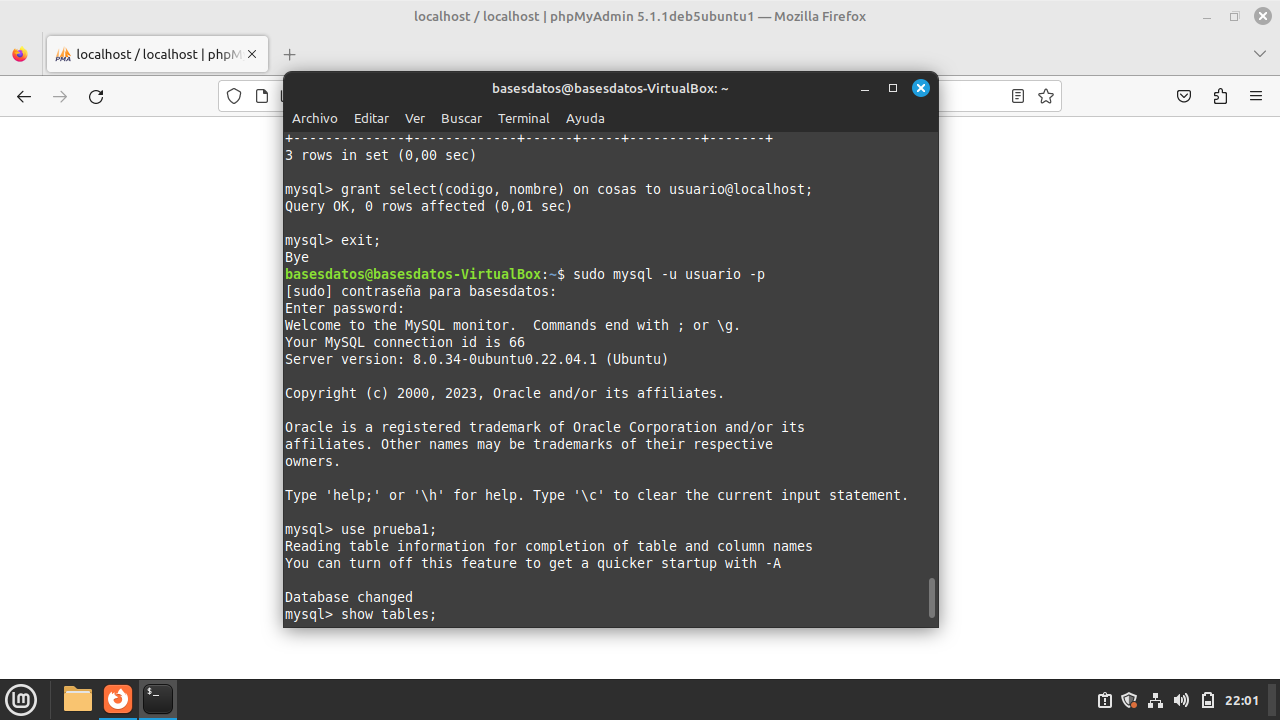 localhost / localhost | phpMyAdmin 5.1.1deb5ubuntu1 — Mozilla Firefox
PMA localhost / localhost | phpM
basesdatos@basesdatos-VirtualBox: ~
Archivo Editar Ver Buscar Terminal Ayuda
+--------------+-------------+------+-----+---------+-------+
3 rows in set (0,00 sec)
mysql> grant select(codigo, nombre) on cosas to usuario@localhost;
Query OK, 0 rows affected (0,01 sec)
mysql> exit;
Bye
basesdatos@basesdatos-VirtualBox:~$ sudo mysql -u usuario -p
[sudo] contraseña para basesdatos:
Enter password:
Welcome to the MySQL monitor.  Commands end with ; or \g.
Your MySQL connection id is 66
Server version: 8.0.34-0ubuntu0.22.04.1 (Ubuntu)
Copyright (c) 2000, 2023, Oracle and/or its affiliates.
Oracle is a registered trademark of Oracle Corporation and/or its
affiliates. Other names may be trademarks of their respective
owners.
Type 'help;' or '\h' for help. Type '\c' to clear the current input statement.
mysql> use prueba1;
Reading table information for completion of table and column names
You can turn off this feature to get a quicker startup with -A
Database changed
mysql> show tables;
$_
22:01